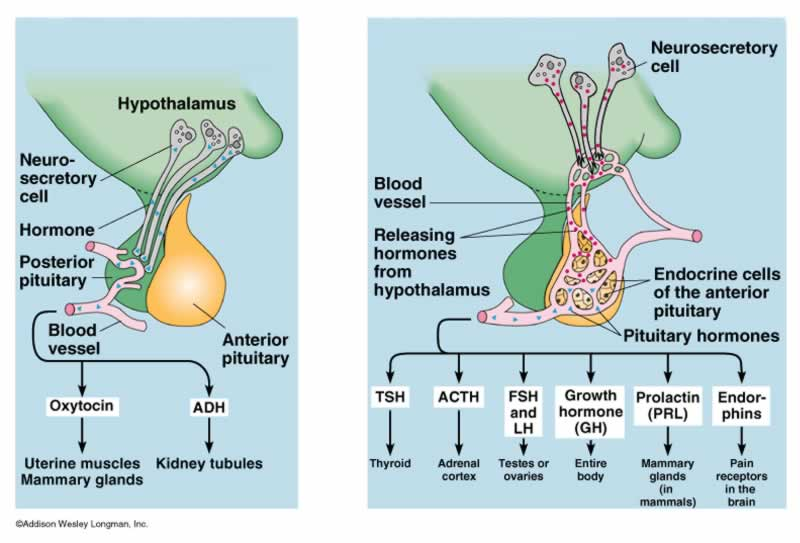 Hypothalamus
Neuro-
secretory
cell
Hormone
Posterior
pituitary
Blood
vessel
Anterior
pituitary
Oxytocin
ADH
Uterine muscles
Mammary glands
Kidney tubules
Neurosecretory
cell
Blood
vessel
Releasing
hormones
from
hypothalamus
Endocrine cells
of the anterior
pituitary
Pituitary hormones
TSH
ACTH
FSH
and
LH
Growth
hormone
(GH)
Prolactin
(PRL)
Endor-
phins
Thyroid
Adrenal
cortex
Testes or
ovaries
Entire
body
Mammary
glands
(in
mammals)
Pain
receptors
in the
brain
©Addison Wesley Longman, Inc.